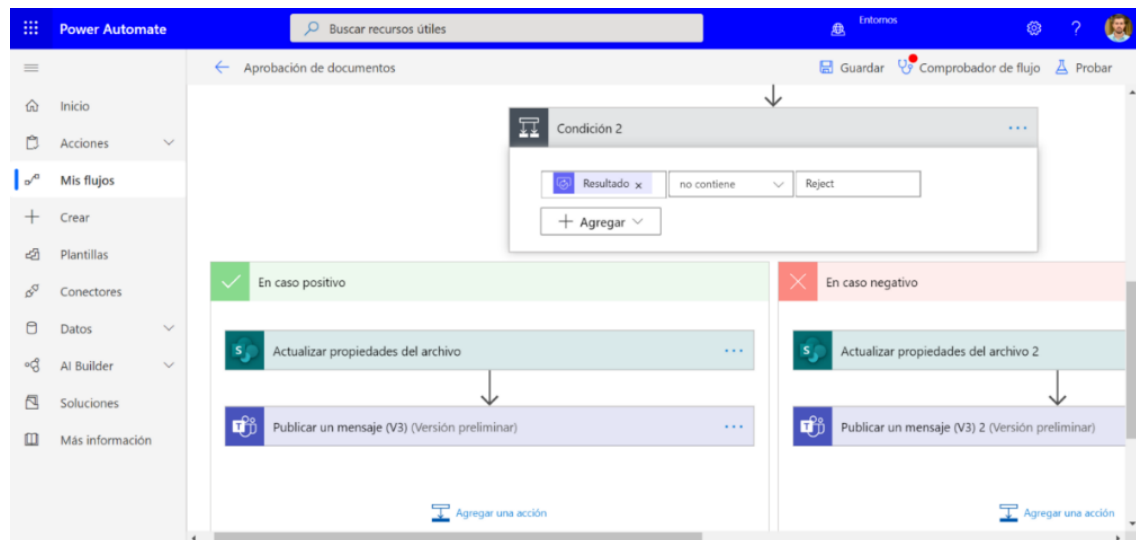 Power Automate
Buscar recursos útiles
Entornos
?
Aprobación de documentos
Guardar
Comprobador de flujo
Probar
Inicio
Acciones
Mis flujos
Crear
Plantillas
Conectores
Datos
AI Builder
Soluciones
Más información
Condición 2
...
Resultado x
no contiene
Reject
+ Agregar
En caso positivo
Actualizar propiedades del archivo
...
Publicar un mensaje (V3) (Versión preliminar)
...
Agregar una acción
En caso negativo
Actualizar propiedades del archivo 2
Publicar un mensaje (V3) 2 (Versión preliminar)
Agregar una acción